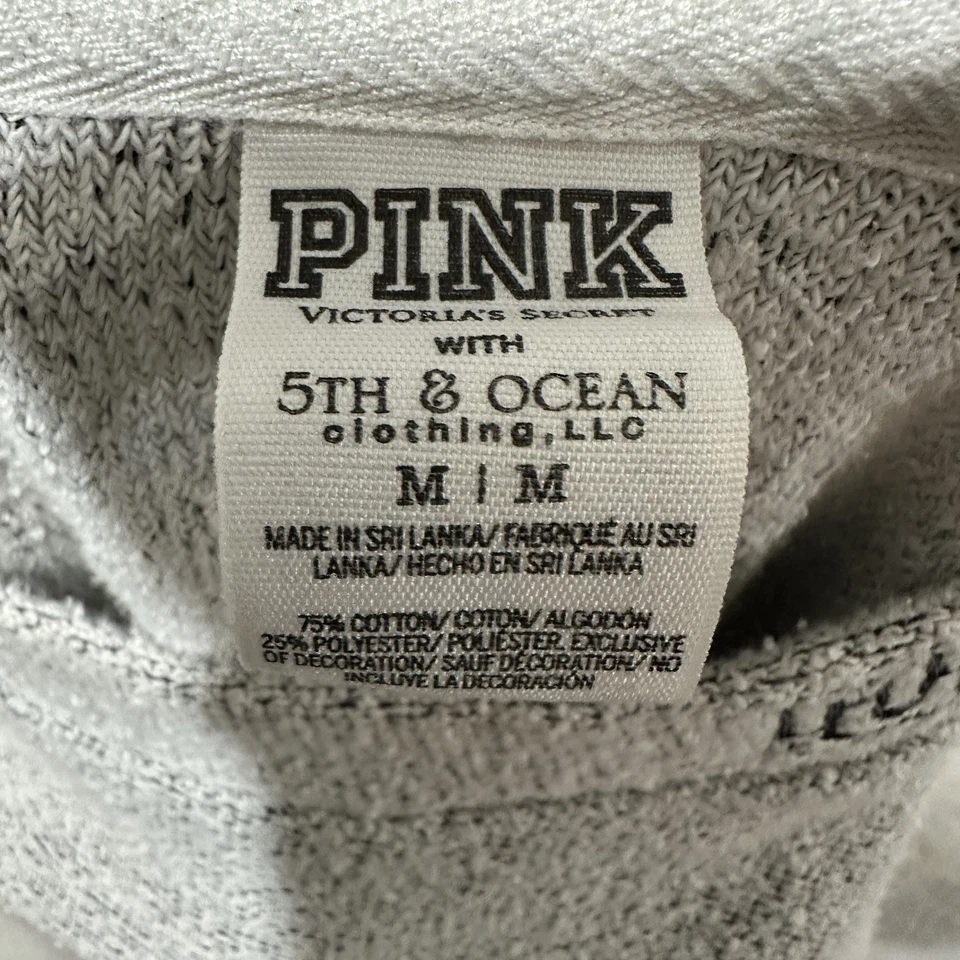 PINK
VICTORIA'S SECRET
WITH
5TH & OCEAN
clothing, LLC
M | M
MADE IN SRI LANKA/ FABRIQUÉ AU SRI
LANKA/ HECHO EN SRI LANKA
75% COTTON/ COTON/ ALGODÓN
25% POLYESTER/ POLIÉSTER. EXCLUSIVE
OF DECORATION/ SAUF DÉCORATION/ NO
INCLUYE LA DECORACIÓN